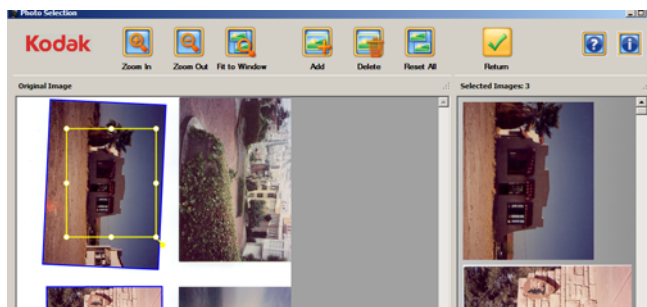 Photo Selection
Kodak
Zoom In
Zoom Out
Fit to Window
Add
Delete
Reset All
Return
Original Image
Selected Images: 3